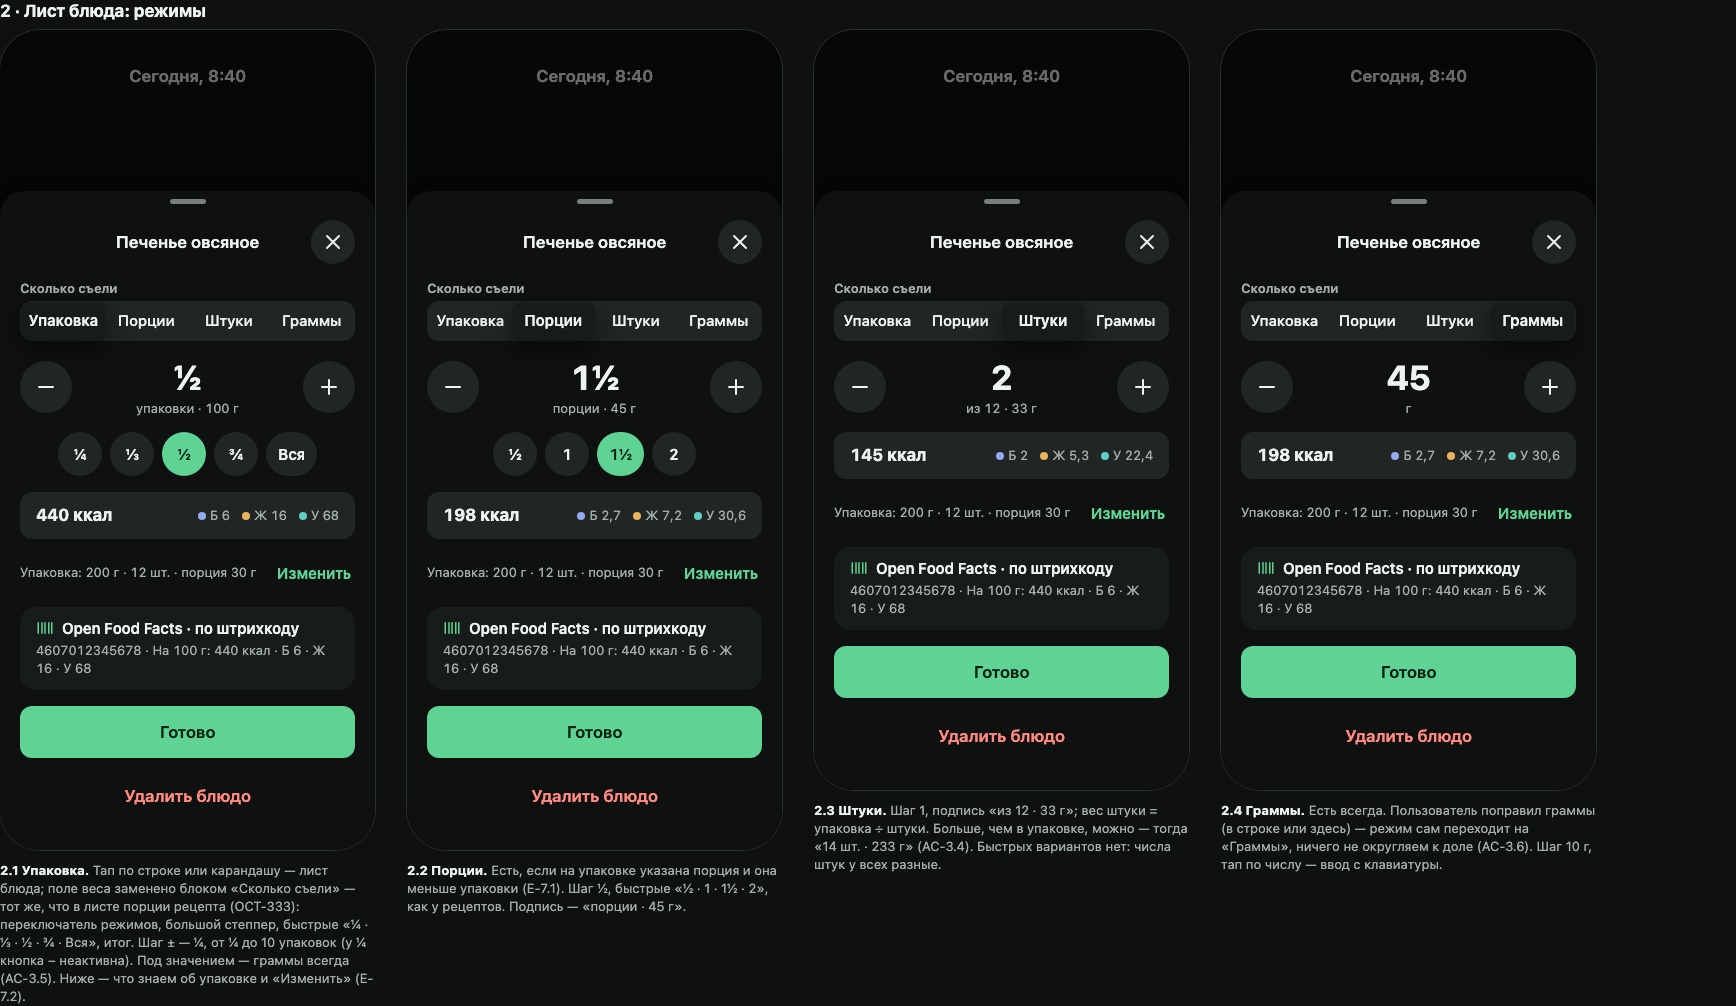 2 · Лист блюда: режимы
Сегодня, 8:40
Печенье овсяное
Сколько съели
Упаковка Порции Штуки Граммы
½
упаковки · 100 г
¼ ⅓ ½ ¾ Вся
440 ккал Б 6 Ж 16 У 68
Упаковка: 200 г · 12 шт. · порция 30 г Изменить
Open Food Facts · по штрихкоду
4607012345678 · На 100 г: 440 ккал · Б 6 · Ж
16 · У 68
Готово
Удалить блюдо
2.1 Упаковка. Тап по строке или карандашу — лист
блюда; поле веса заменено блоком «Сколько съели» —
тот же, что в листе порции рецепта (ОСТ-333):
переключатель режимов, большой степпер, быстрые «¼ ·
⅓ · ½ · ¾ · Вся», итог. Шаг ± — ¼, от ¼ до 10 упаковок (у ¼
кнопка − неактивна). Под значением — граммы всегда
(AC-3.5). Ниже — что знаем об упаковке и «Изменить» (E-
7.2).
Сегодня, 8:40
Печенье овсяное
Сколько съели
Упаковка Порции Штуки Граммы
1½
порции · 45 г
½ 1 1½ 2
198 ккал Б 2,7 Ж 7,2 У 30,6
Упаковка: 200 г · 12 шт. · порция 30 г Изменить
Open Food Facts · по штрихкоду
4607012345678 · На 100 г: 440 ккал · Б 6 · Ж
16 · У 68
Готово
Удалить блюдо
2.2 Порции. Есть, если на упаковке указана порция и она
меньше упаковки (E-7.1). Шаг ½, быстрые «½ · 1 · 1½ · 2»,
как у рецептов. Подпись — «порции · 45 г».
Сегодня, 8:40
Печенье овсяное
Сколько съели
Упаковка Порции Штуки Граммы
2
из 12 · 33 г
145 ккал Б 2 Ж 5,3 У 22,4
Упаковка: 200 г · 12 шт. · порция 30 г Изменить
Open Food Facts · по штрихкоду
4607012345678 · На 100 г: 440 ккал · Б 6 · Ж
16 · У 68
Готово
Удалить блюдо
2.3 Штуки. Шаг 1, подпись «из 12 · 33 г»; вес штуки =
упаковка ÷ штуки. Больше, чем в упаковке, можно — тогда
«14 шт. · 233 г» (AC-3.4). Быстрых вариантов нет: числа
штук у всех разные.
Сегодня, 8:40
Печенье овсяное
Сколько съели
Упаковка Порции Штуки Граммы
45
г
198 ккал Б 2,7 Ж 7,2 У 30,6
Упаковка: 200 г · 12 шт. · порция 30 г Изменить
Open Food Facts · по штрихкоду
4607012345678 · На 100 г: 440 ккал · Б 6 · Ж
16 · У 68
Готово
Удалить блюдо
2.4 Граммы. Есть всегда. Пользователь поправил граммы
(в строке или здесь) — режим сам переходит на
«Граммы», ничего не округляем к доле (AC-3.6). Шаг 10 г,
тап по числу — ввод с клавиатуры.